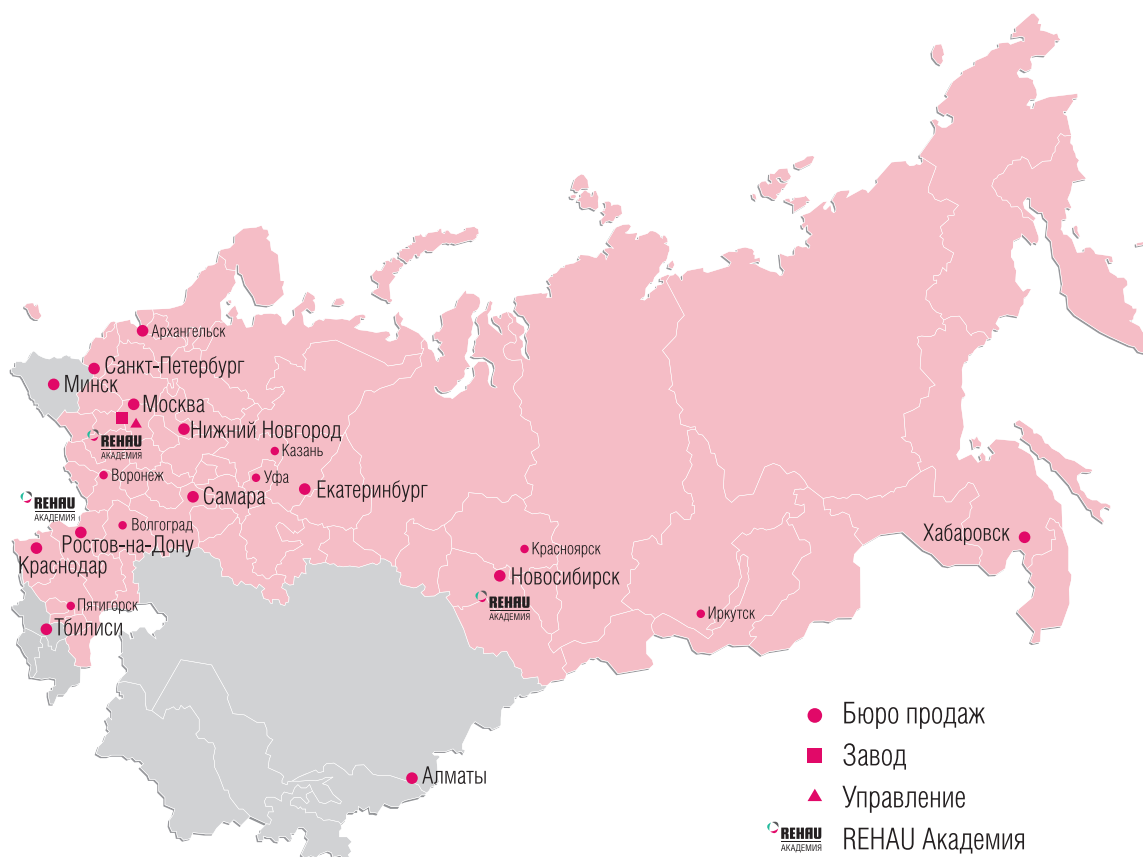 Архангельск
Санкт-Петербург
Минск
Москва
Нижний Новгород
REHAU
АКАДЕМИЯ
Казань
Воронеж
Уфа
Екатеринбург
Самара
REHAU
АКАДЕМИЯ
Волгоград
Ростов-на-Дону
Краснодар
Хабаровск
Красноярск
Новосибирск
REHAU
АКАДЕМИЯ
Пятигорск
Иркутск
Тбилиси
Алматы
Бюро продаж
Завод
Управление
REHAU
АКАДЕМИЯ
REHAU Академия